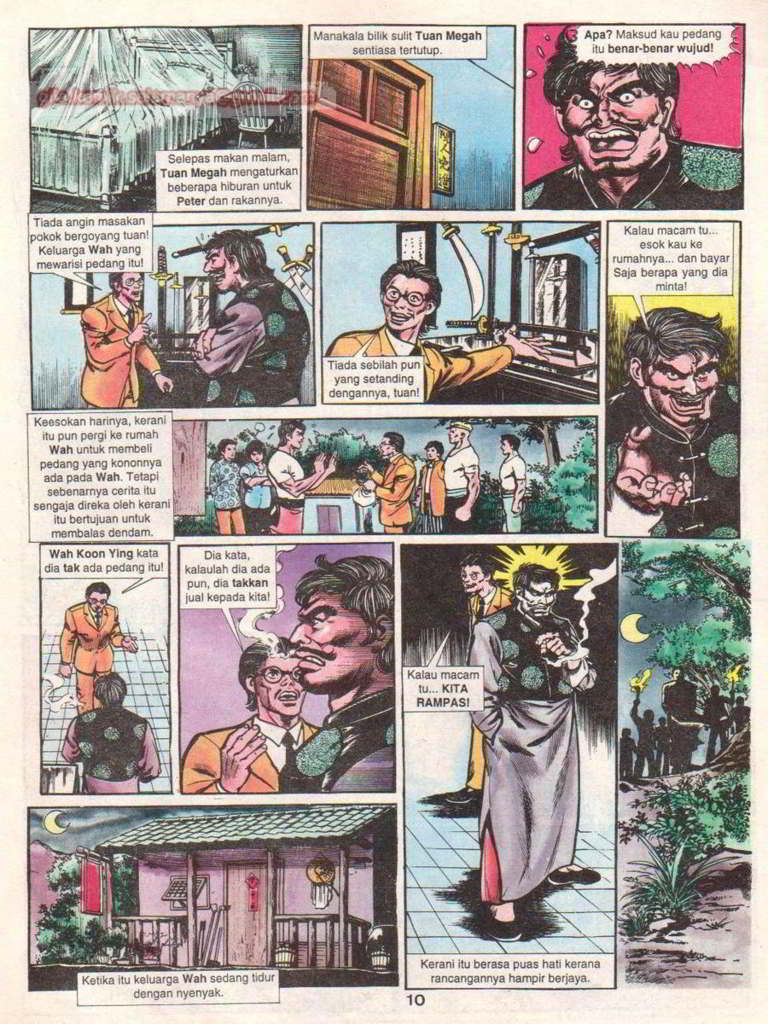 Selepas makan malam,
Tuan Megah mengaturkan
beberapa hiburan untuk
Peter dan rakannya.
Manakala bilik sulit Tuan Megah
sentiasa tertutup.
Apa? Maksud kau pedang
itu benar-benar wujud!
Tiada angin masakan
pokok bergoyang tuan!
Keluarga Wah yang
mewarisi pedang itu!
Tiada sebilah pun
yang setanding
dengannya, tuan!
Kalau macam tu...
esok kau ke
rumahnya... dan bayar
Saja berapa yang dia
minta!
Keesokan harinya, kerani
itu pun pergi ke rumah
Wah untuk membeli
pedang yang kononnya
ada pada Wah. Tetapi
sebenarnya cerita itu
sengaja direka oleh kerani
itu bertujuan untuk
membalas dendam.
Wah Koon Ying kata
dia tak ada pedang itu!
Dia kata,
kalaulah dia ada
pun, dia takkan
jual kepada kita!
Kalau macam
tu... KITA
RAMPAS!
Kerani itu berasa puas hati kerana
rancangannya hampir berjaya.
Ketika itu keluarga Wah sedang tidur
dengan nyenyak.
10